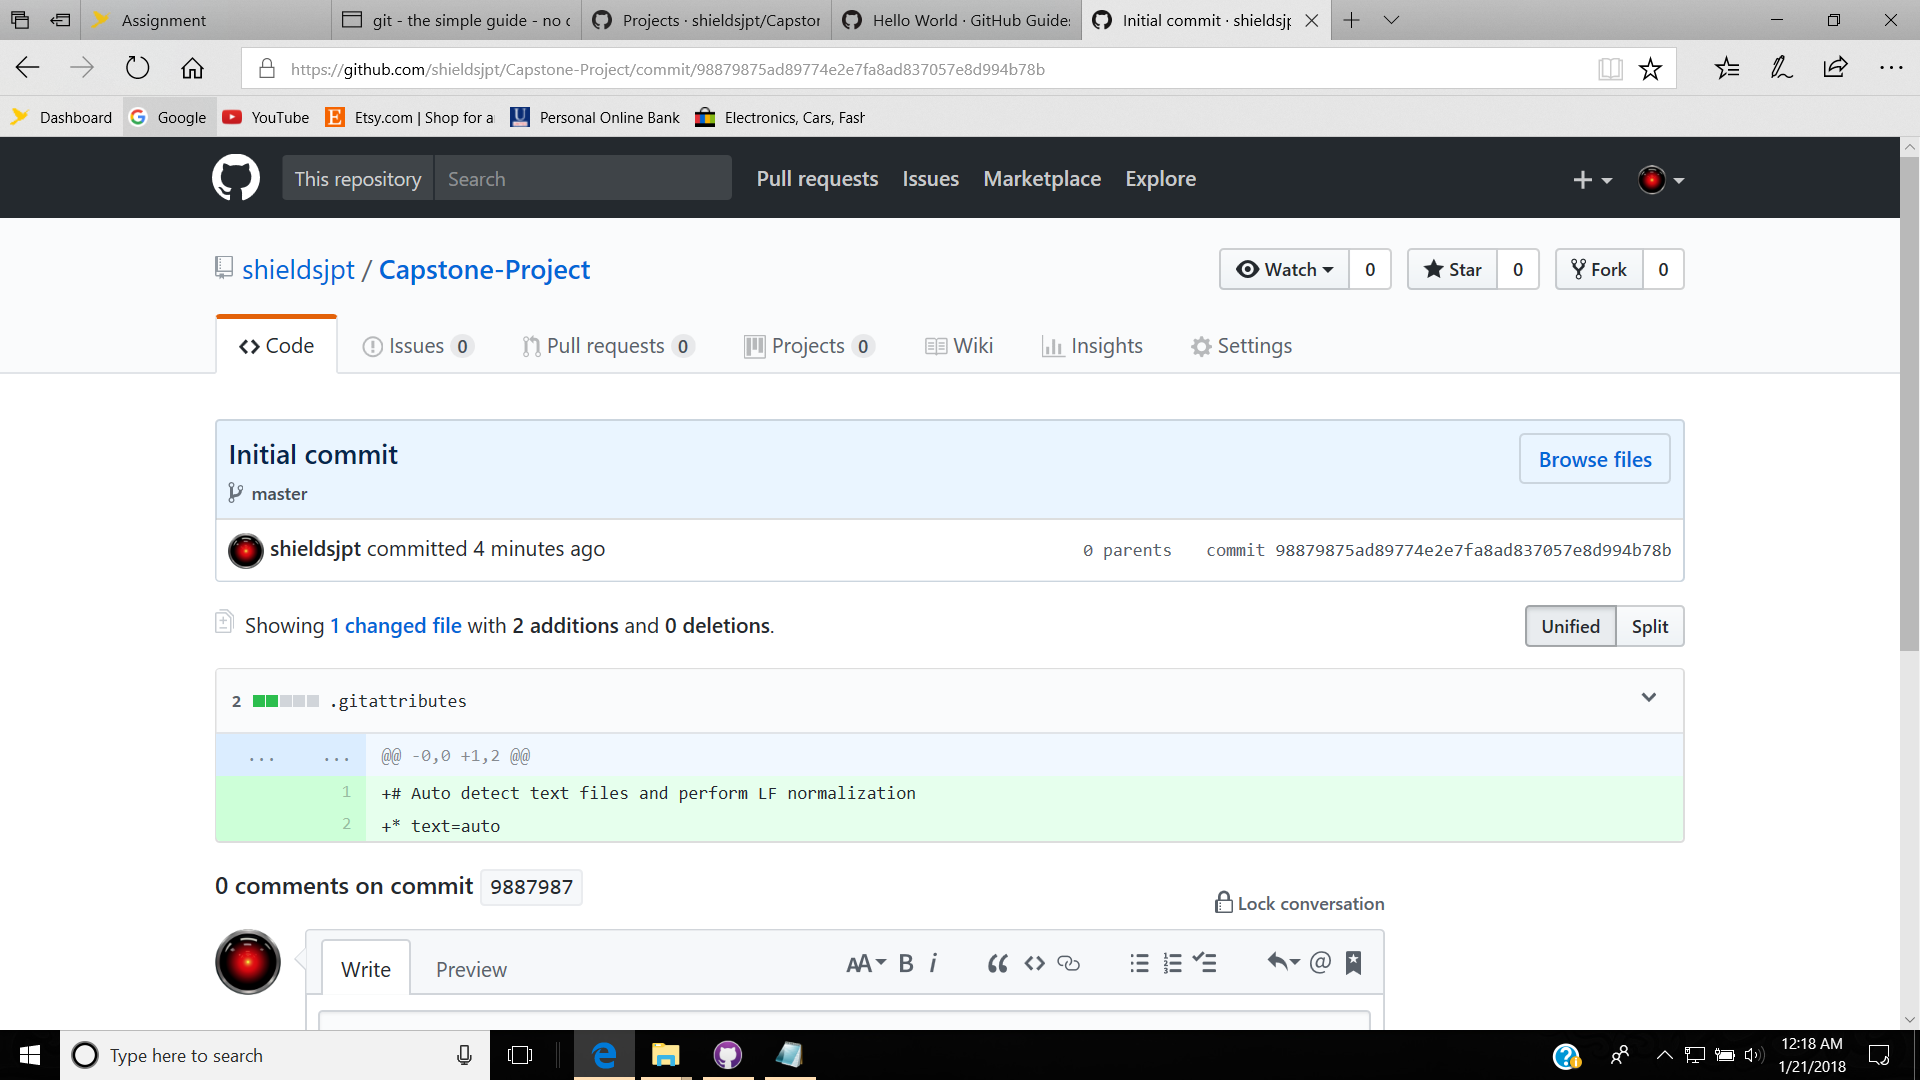 Assignment
git - the simple guide - no c
Projects · shieldsjpt/Capston
Hello World · GitHub Guides
Initial commit · shieldsjp
https://github.com/shieldsjpt/Capstone-Project/commit/98879875ad89774e2e7fa8ad837057e8d994b78b
Dashboard
Google
YouTube
Etsy.com | Shop for a
Personal Online Bank
Electronics, Cars, Fash
This repository
Search
Pull requests
Issues
Marketplace
Explore
shieldsjpt / Capstone-Project
Watch 0
Star 0
Fork 0
Code
Issues 0
Pull requests 0
Projects 0
Wiki
Insights
Settings
Initial commit
Browse files
master
shieldsjpt committed 4 minutes ago
0 parents
commit 98879875ad89774e2e7fa8ad837057e8d994b78b
Showing 1 changed file with 2 additions and 0 deletions.
Unified
Split
2 .gitattributes
... ... @@ -0,0 +1,2 @@
1 +# Auto detect text files and perform LF normalization
2 +* text=auto
0 comments on commit 9887987
Lock conversation
Write
Preview
AA B i
Type here to search
12:18 AM
1/21/2018